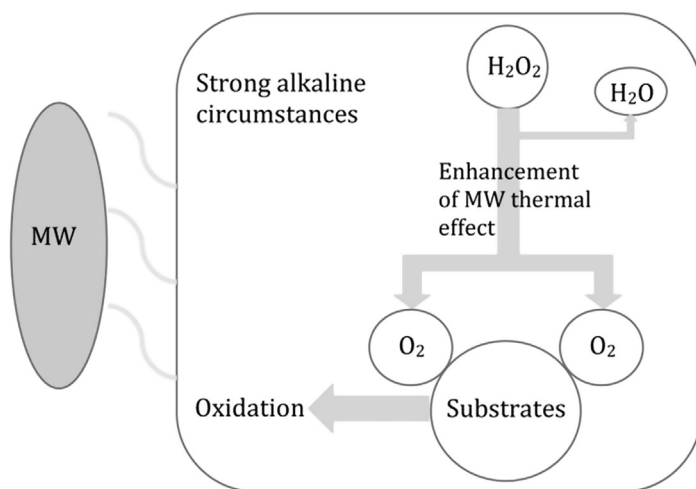 Strong alkaline
circumstances
H₂O₂
H₂O
MW
Enhancement
of MW thermal
effect
O₂
O₂
Oxidation
Substrates